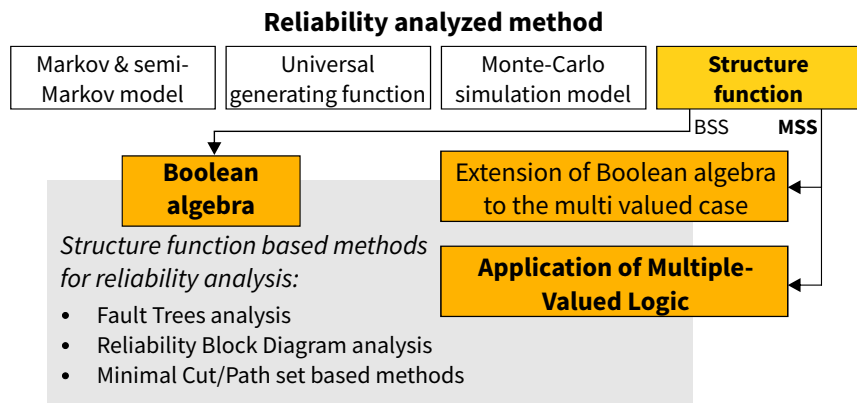 Reliability analyzed method
Markov & semi-
Markov model
Universal
generating function
Monte-Carlo
simulation model
Structure
function
BSS
MSS
Boolean
algebra
Extension of Boolean algebra
to the multi valued case
Structure function based methods
for reliability analysis:
Application of Multiple-
Valued Logic
• Fault Trees analysis
• Reliability Block Diagram analysis
• Minimal Cut/Path set based methods